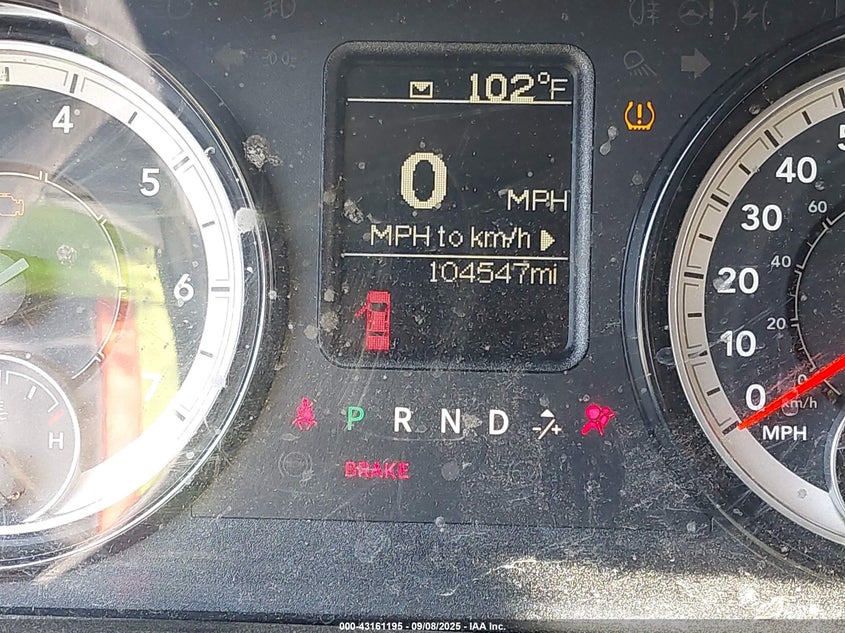 102°F
0 MPH
MPH to km/h
104547mi
P R N D -/+
BRAKE
4
5
6
7
H
40
30
20
10
0
60
40
20
0
km/h
MPH
000-43161195 - 09/08/2025 - IAA Inc.